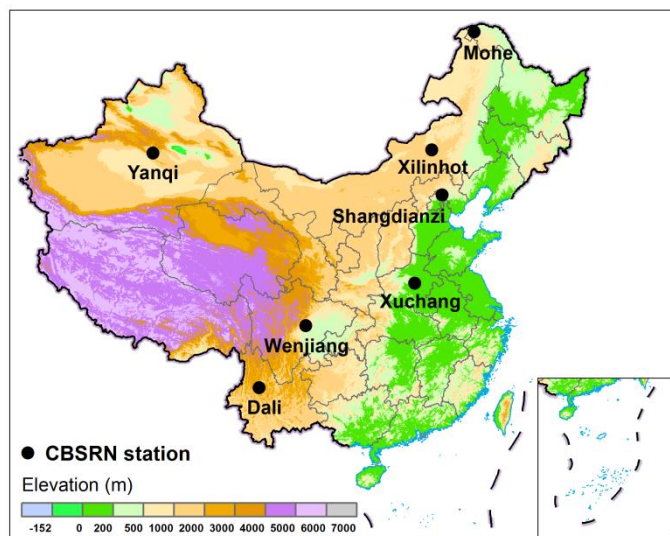 Mohe
Yanqi
Xilinhot
Shangdianzi
Xuchang
Wenjiang
Dali
CBSRN station
Elevation (m)
-152 0 200 500 1000 2000 3000 4000 5000 6000 7000